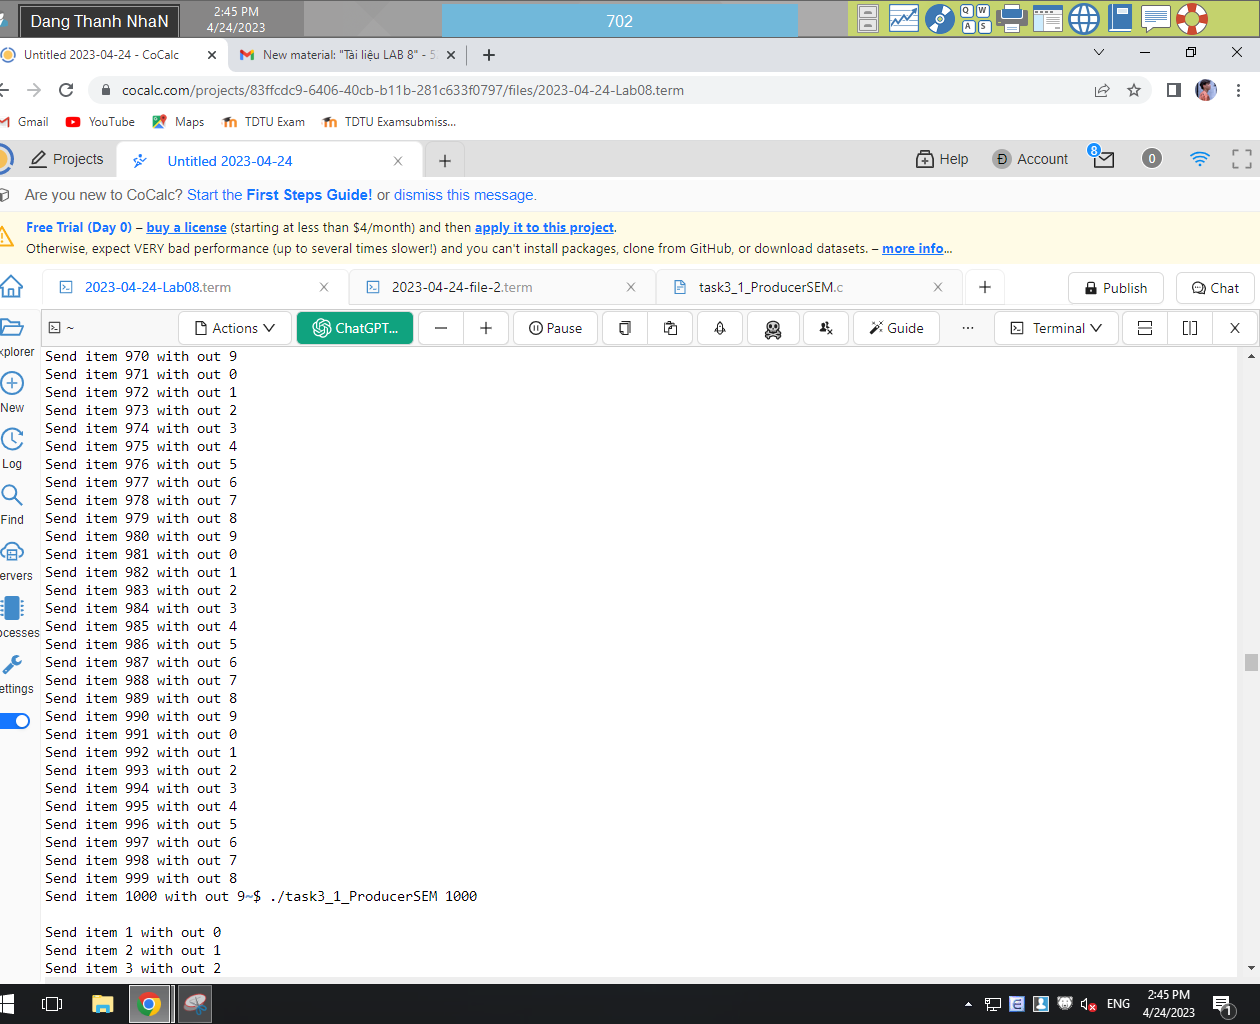 Dang Thanh NhaN
2:45 PM
4/24/2023
702
Q W
A S
Untitled 2023-04-24 - CoCalc
New material: "Tài liệu LAB 8" - 5
cocalc.com/projects/83ffcdc9-6406-40cb-b11b-281c633f0797/files/2023-04-24-Lab08.term
Gmail YouTube Maps TDTU Exam TDTU Examsubmiss...
Projects Untitled 2023-04-24 Help Account 8 0
Are you new to CoCalc? Start the First Steps Guide! or dismiss this message.
Free Trial (Day 0) – buy a license (starting at less than $4/month) and then apply it to this project.
Otherwise, expect VERY bad performance (up to several times slower!) and you can't install packages, clone from GitHub, or download datasets. – more info...
2023-04-24-Lab08.term 2023-04-24-file-2.term task3_1_ProducerSEM.c Publish Chat
~ Actions ChatGPT... Pause Guide ... Terminal
xplorer
New
Log
Find
ervers
ocesses
ettings
Send item 970 with out 9
Send item 971 with out 0
Send item 972 with out 1
Send item 973 with out 2
Send item 974 with out 3
Send item 975 with out 4
Send item 976 with out 5
Send item 977 with out 6
Send item 978 with out 7
Send item 979 with out 8
Send item 980 with out 9
Send item 981 with out 0
Send item 982 with out 1
Send item 983 with out 2
Send item 984 with out 3
Send item 985 with out 4
Send item 986 with out 5
Send item 987 with out 6
Send item 988 with out 7
Send item 989 with out 8
Send item 990 with out 9
Send item 991 with out 0
Send item 992 with out 1
Send item 993 with out 2
Send item 994 with out 3
Send item 995 with out 4
Send item 996 with out 5
Send item 997 with out 6
Send item 998 with out 7
Send item 999 with out 8
Send item 1000 with out 9~$ ./task3_1_ProducerSEM 1000
Send item 1 with out 0
Send item 2 with out 1
Send item 3 with out 2
ENG
2:45 PM
4/24/2023
1